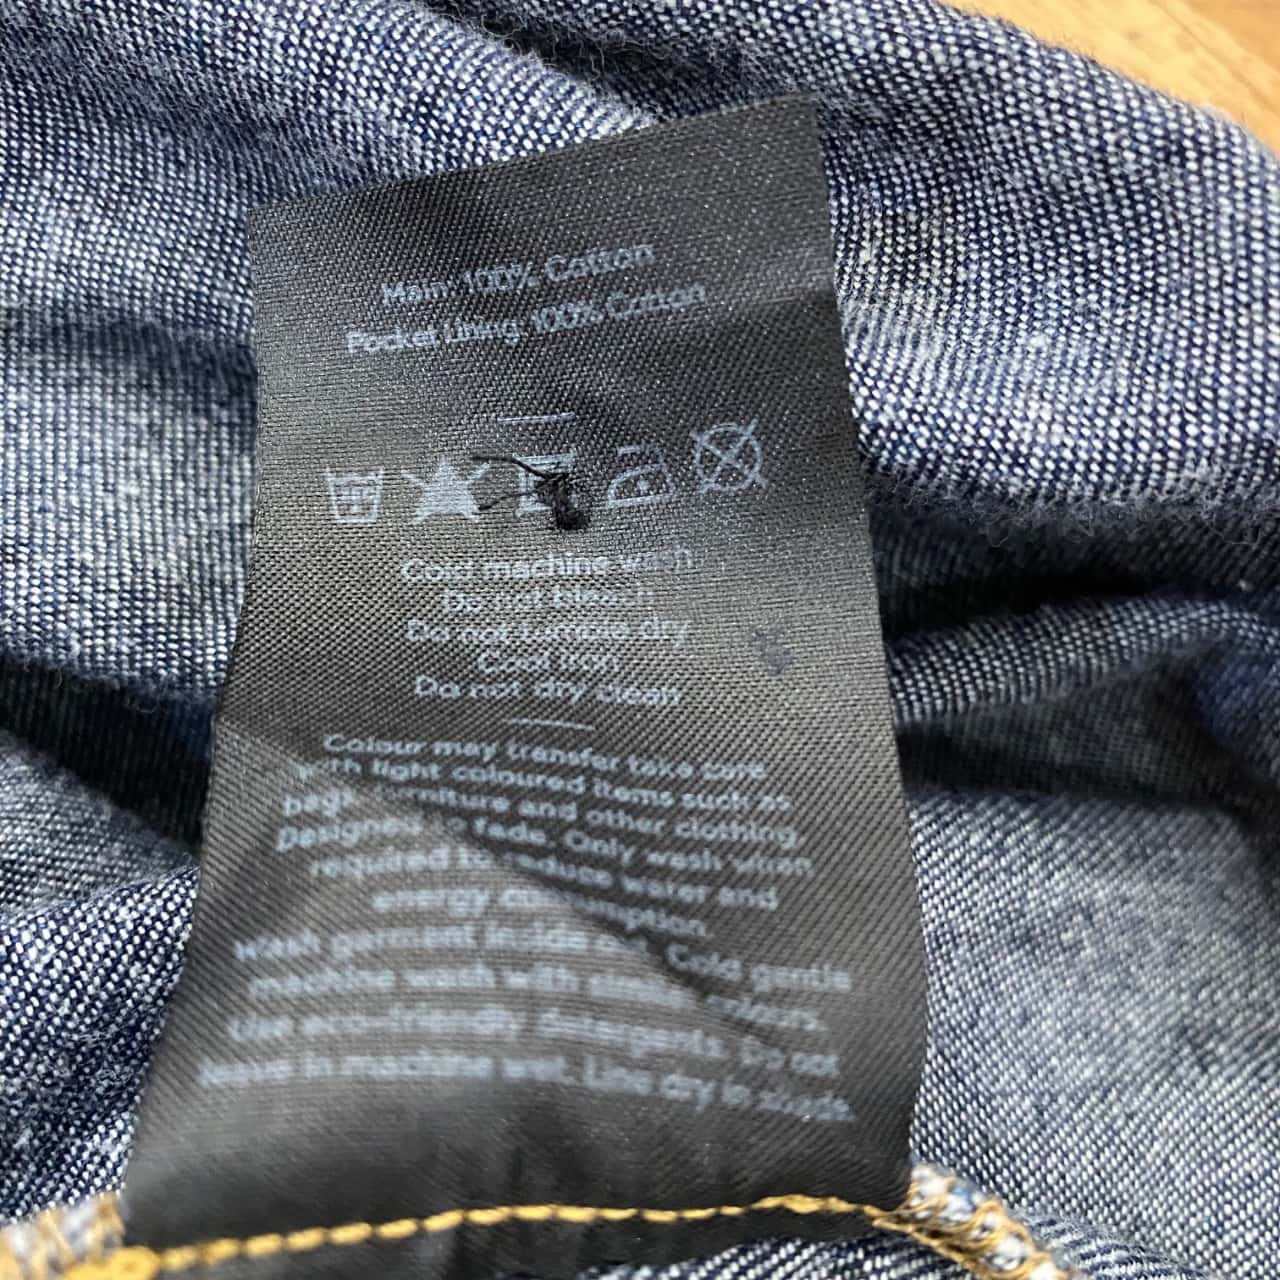 Main: 100% Cotton
Pocket Lining: 100% Cotton
Cold machine wash
Do not bleach
Do not tumble dry
Cool iron
Do not dry clean
Colour may transfer take care
with light coloured items such as
bags, furniture and other clothing.
Designed to fade. Only wash when
required to reduce water and
energy consumption.
Wash garment inside out. Cold gentle
machine wash with similar colours.
Use eco-friendly detergents. Do not
leave in machine wet. Line dry in shade.